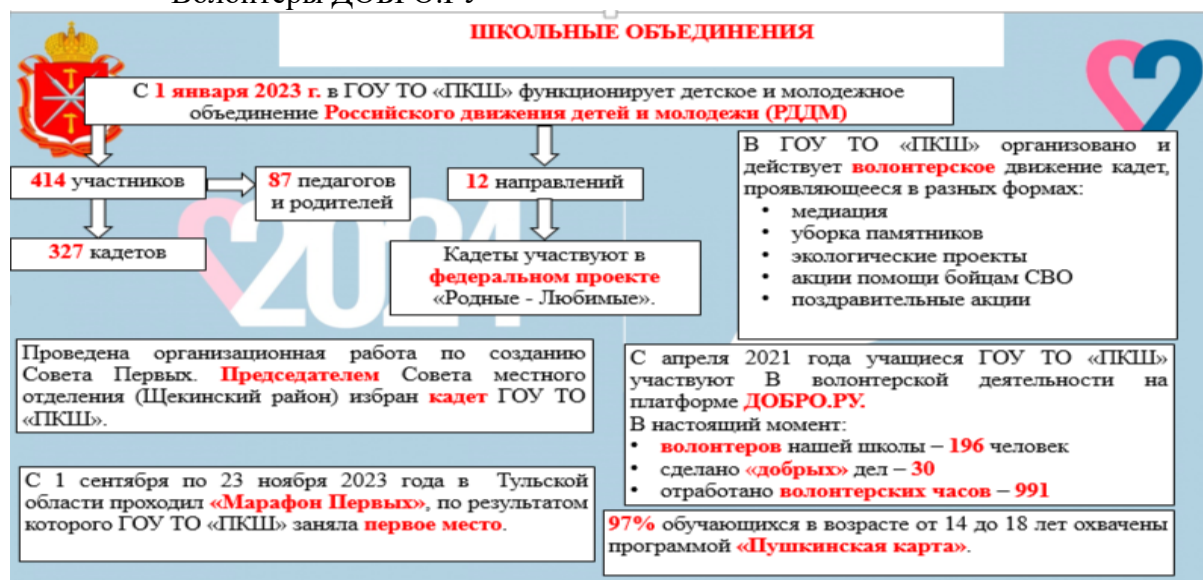 Волонтеры ДОБРО.РУ
ШКОЛЬНЫЕ ОБЪЕДИНЕНИЯ
С 1 января 2023 г. в ГОУ ТО «ПКШ» функционирует детское и молодежное
объединение Российского движения детей и молодежи (РДДМ)
414 участников
87 педагогов
и родителей
12 направлений
327 кадетов
Кадеты участвуют в
федеральном проекте
«Родные - Любимые».
В ГОУ ТО «ПКШ» организовано и
действует волонтерское движение кадет,
проявляющееся в разных формах:
• медиация
• уборка памятников
• экологические проекты
• акции помощи бойцам СВО
• поздравительные акции
2024
Проведена организационная работа по созданию
Совета Первых. Председателем Совета местного
отделения (Щекинский район) избран кадет ГОУ ТО
«ПКШ».
С апреля 2021 года учащиеся ГОУ ТО «ПКШ»
участвуют В волонтерской деятельности на
платформе ДОБРО.РУ.
В настоящий момент:
• волонтеров нашей школы – 196 человек
• сделано «добрых» дел – 30
• отработано волонтерских часов – 991
С 1 сентября по 23 ноября 2023 года в Тульской
области проходил «Марафон Первых», по результатом
которого ГОУ ТО «ПКШ» заняла первое место.
97% обучающихся в возрасте от 14 до 18 лет охвачены
программой «Пушкинская карта».